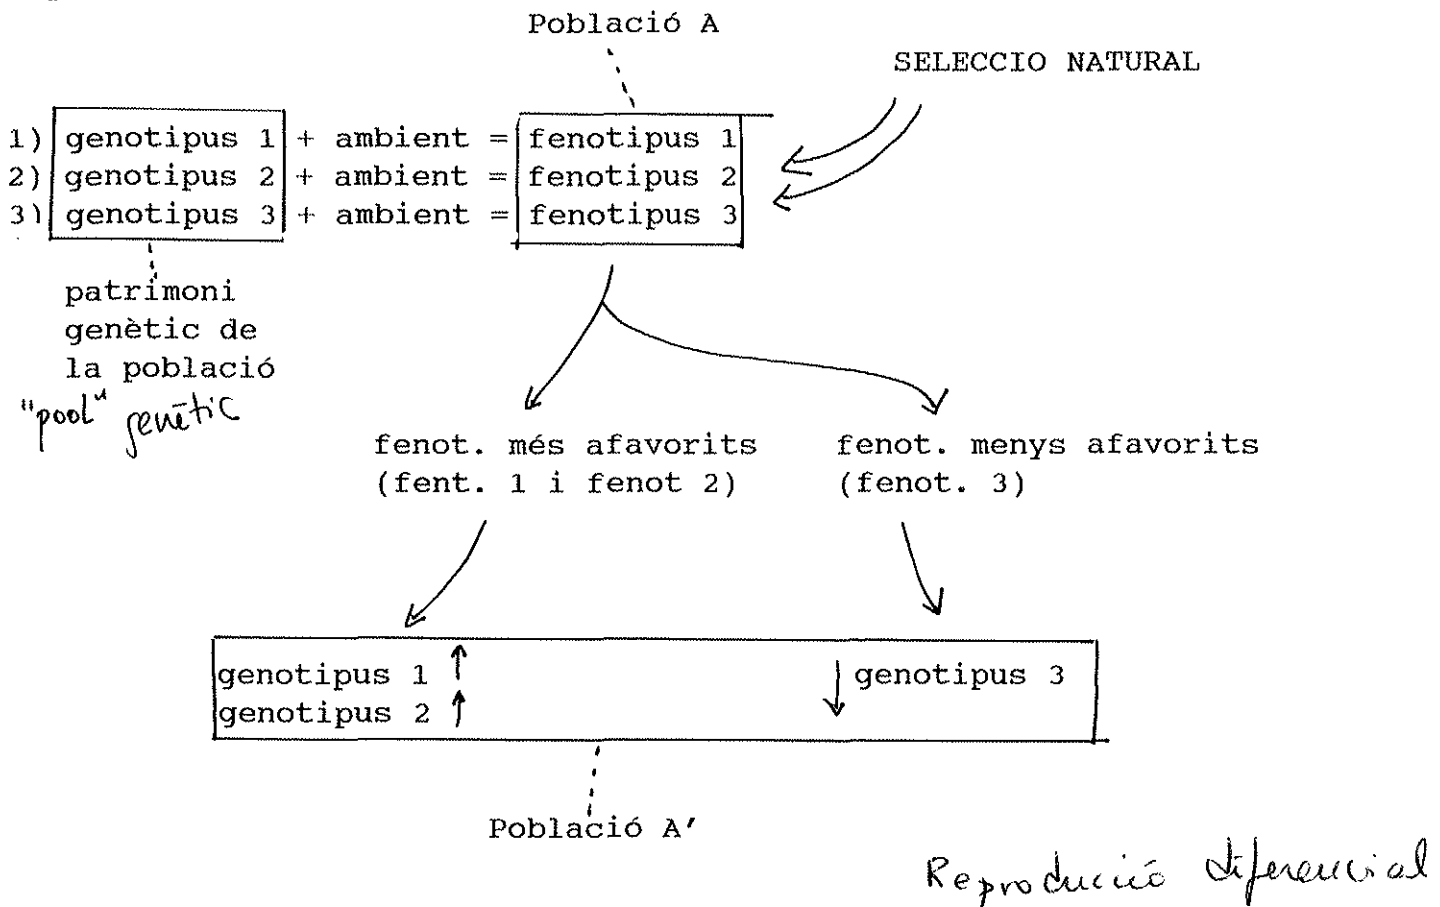 Població A
SELECCIO NATURAL
1) genotipus 1 + ambient = fenotipus 1
2) genotipus 2 + ambient = fenotipus 2
3) genotipus 3 + ambient = fenotipus 3
patrimoni
genètic de
la població
"pool" genètic
fenot. més afavorits
(fent. 1 i fenot 2)
fenot. menys afavorits
(fenot. 3)
genotipus 1 ↑
genotipus 2 ↑
↓ genotipus 3
Població A'
Reproducció diferencial